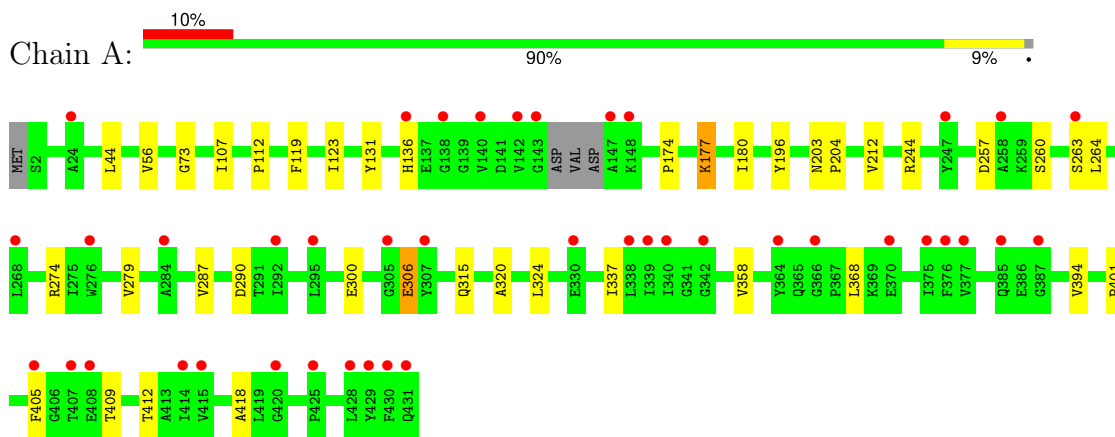 10%
Chain A:
90% 9% •
MET S2 A24 L44 V56 G73 I107 P112 F119 I123 Y131 H136 E137 G138 G139 V140 D141 V142 G143 ASP VAL ASP A147 K148 P174 K177 I180 Y196 N203 P204 V212 R244 Y247 D257 A258 K259 S260 S263 L264
L268 R274 I275 W276 V279 A284 V287 D290 T291 I292 L295 E300 G305 E306 Y307 Q315 A320 L324 E330 I337 L338 I339 I340 G341 G342 V358 Y364 Q365 G366 P367 L368 K369 E370 I375 F376 V377 Q385 E386 G387 V394
F405 G406 T407 E408 T409 T412 A413 I414 V415 A418 L419 G420 P425 L428 Y429 F430 Q431